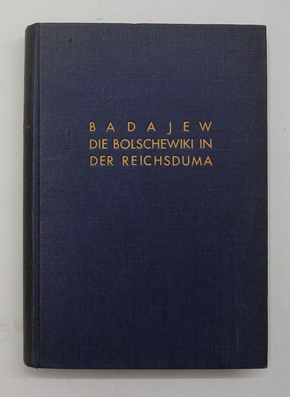 BADAJEW
DIE BOLSCHEWIKI IN
DER REICHSDUMA